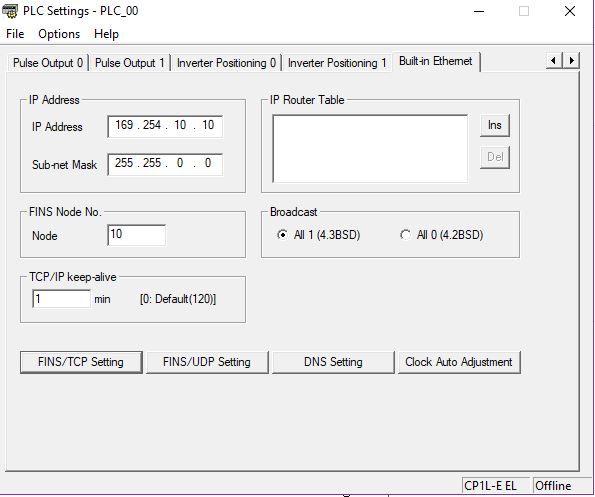 PLC Settings - PLC_00
File Options Help
Pulse Output 0 Pulse Output 1 Inverter Positioning 0 Inverter Positioning 1 Built-in Ethernet
IP Address
IP Address 169 . 254 . 10 . 10
Sub-net Mask 255 . 255 . 0 . 0
IP Router Table
Ins
Del
FINS Node No.
Node 10
Broadcast
All 1 (4.3BSD) All 0 (4.2BSD)
TCP/IP keep-alive
1 min [0: Default(120)]
FINS/TCP Setting FINS/UDP Setting DNS Setting Clock Auto Adjustment
CP1L-E EL Offline